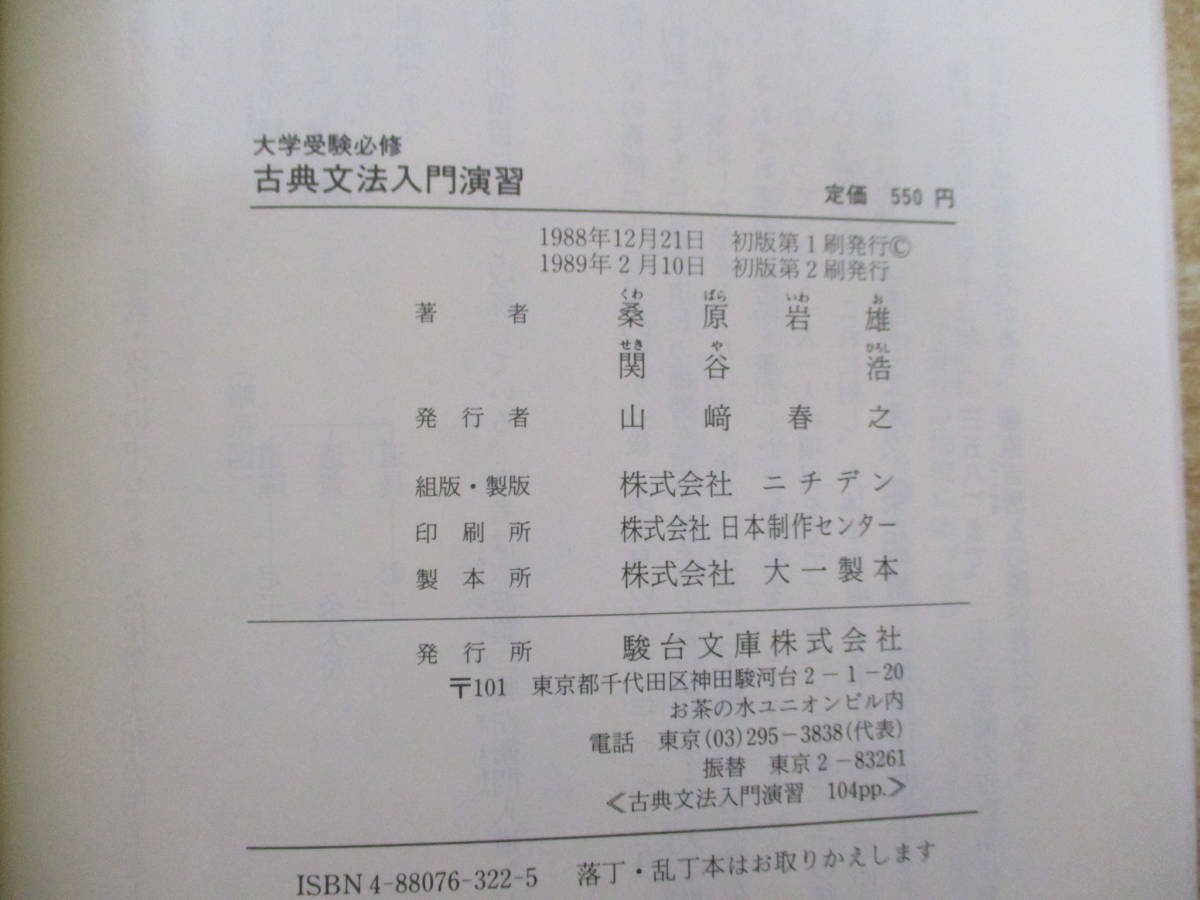 大学受験必修
古典文法入門演習 定価 550 円
1988年12月21日 初版第1刷発行©
1989年2月10日 初版第2刷発行
くわ ばら いわ お
著者 桑原岩雄
せき や ひろし
関谷浩
発行者 山﨑春之
組版・製版 株式会社 ニチデン
印刷所 株式会社 日本制作センター
製本所 株式会社 大一製本
発行所 駿台文庫株式会社
〒101 東京都千代田区神田駿河台2-1-20
お茶の水ユニオンビル内
電話 東京(03)295-3838(代表)
振替 東京2-83261
≪古典文法入門演習 104pp.≫
ISBN4-88076-322-5 落丁・乱丁本はお取りかえします